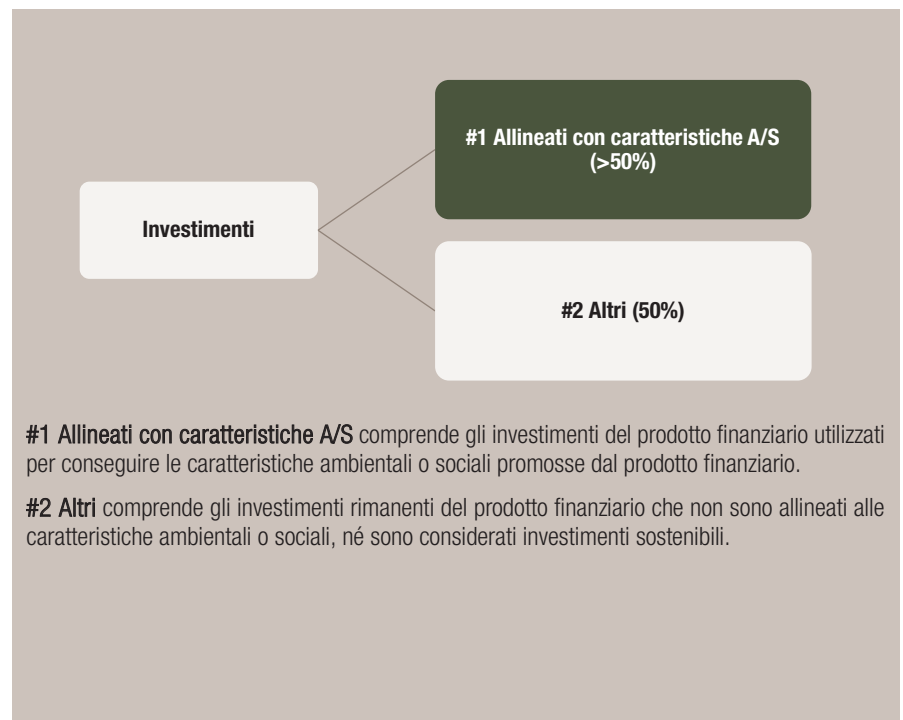 #1 Allineati con caratteristiche A/S
(>50%)
Investimenti
#2 Altri (50%)
#1 Allineati con caratteristiche A/S comprende gli investimenti del prodotto finanziario utilizzati
per conseguire le caratteristiche ambientali o sociali promosse dal prodotto finanziario.
#2 Altri comprende gli investimenti rimanenti del prodotto finanziario che non sono allineati alle
caratteristiche ambientali o sociali, né sono considerati investimenti sostenibili.